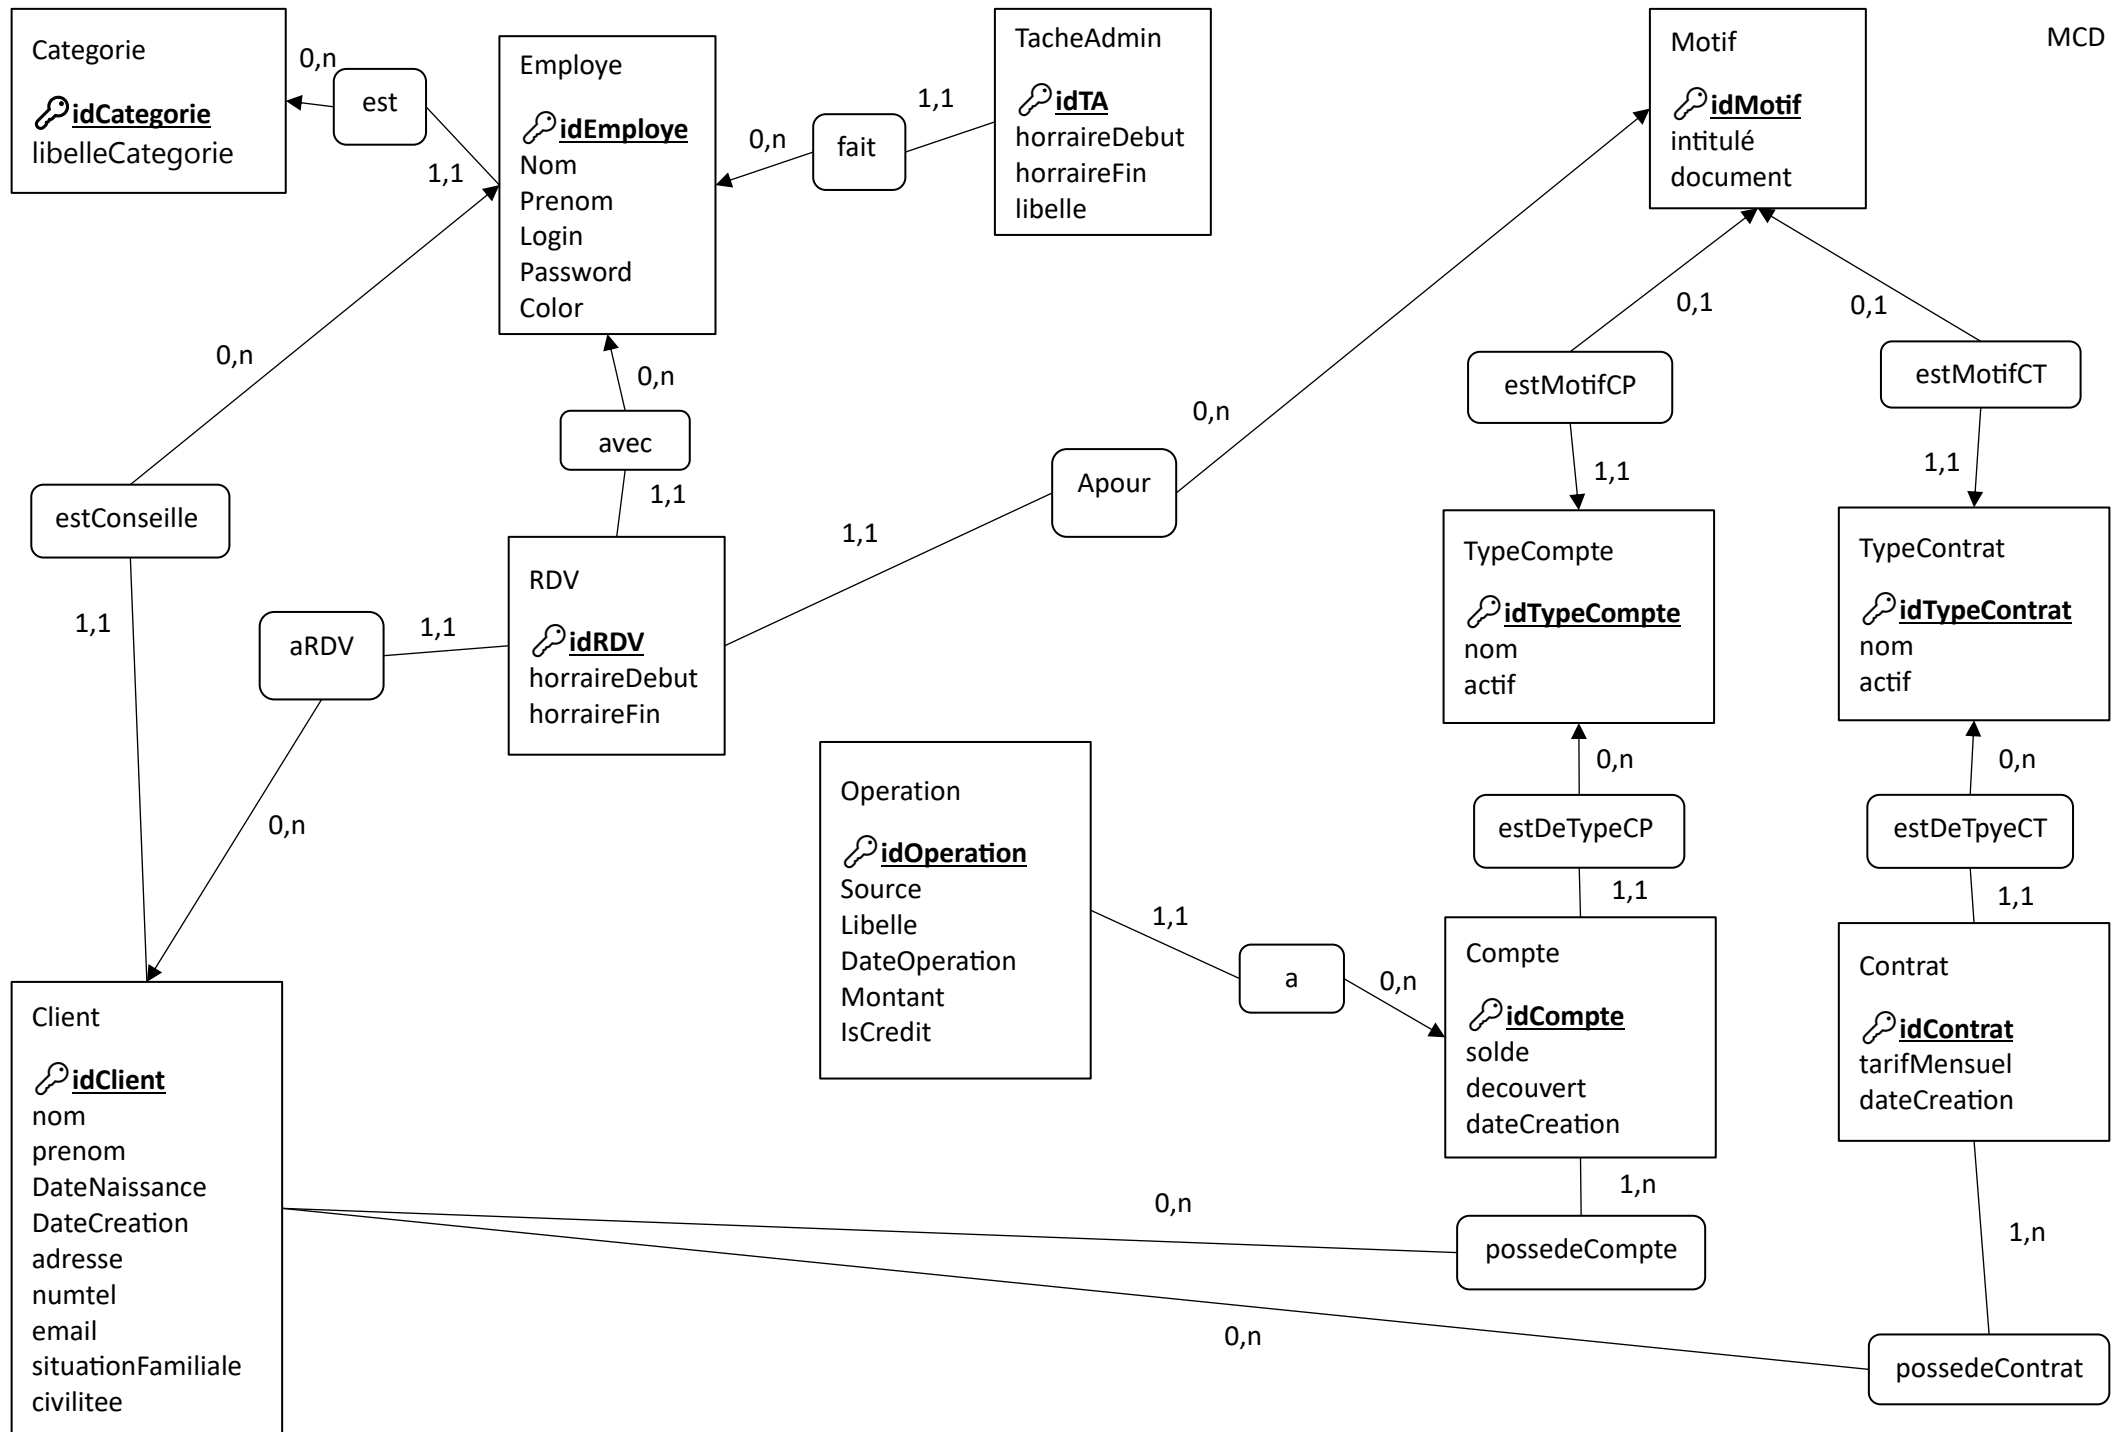 MCD
Categorie
idCategorie
libelleCategorie
0,n
est
1,1
Employe
idEmploye
Nom
Prenom
Login
Password
Color
0,n
fait
1,1
TacheAdmin
idTA
horraireDebut
horraireFin
libelle
Motif
idMotif
intitulé
document
0,n
estConseille
1,1
0,n
avec
1,1
0,n
Apour
1,1
0,1
estMotifCP
1,1
0,1
estMotifCT
1,1
aRDV
1,1
0,n
RDV
idRDV
horraireDebut
horraireFin
TypeCompte
idTypeCompte
nom
actif
TypeContrat
idTypeContrat
nom
actif
0,n
estDeTypeCP
1,1
0,n
estDeTpyeCT
1,1
Operation
idOperation
Source
Libelle
DateOperation
Montant
IsCredit
1,1
a
0,n
Compte
idCompte
solde
decouvert
dateCreation
Contrat
idContrat
tarifMensuel
dateCreation
Client
idClient
nom
prenom
DateNaissance
DateCreation
adresse
numtel
email
situationFamiliale
civilitee
0,n
1,n
possedeCompte
0,n
1,n
possedeContrat